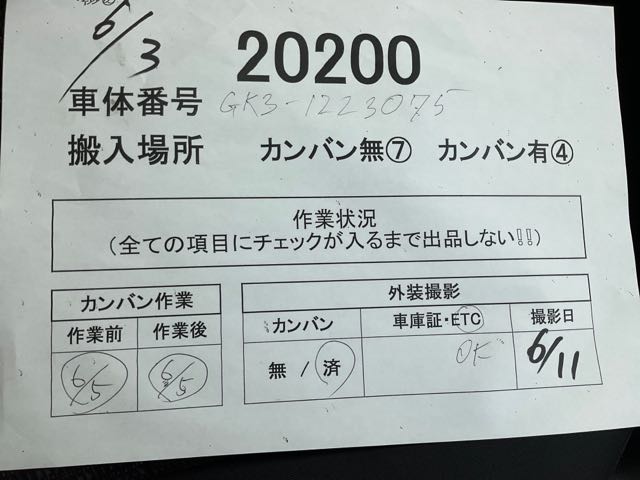 6/3
20200
車体番号 GK3-1223075
搬入場所 カンバン無⑦ カンバン有④
作業状況
(全ての項目にチェックが入るまで出品しない!!)
カンバン作業
作業前 作業後
6/5 6/5
外装撮影
カンバン 車庫証・ETC 撮影日
無 / 済 OK 6/11